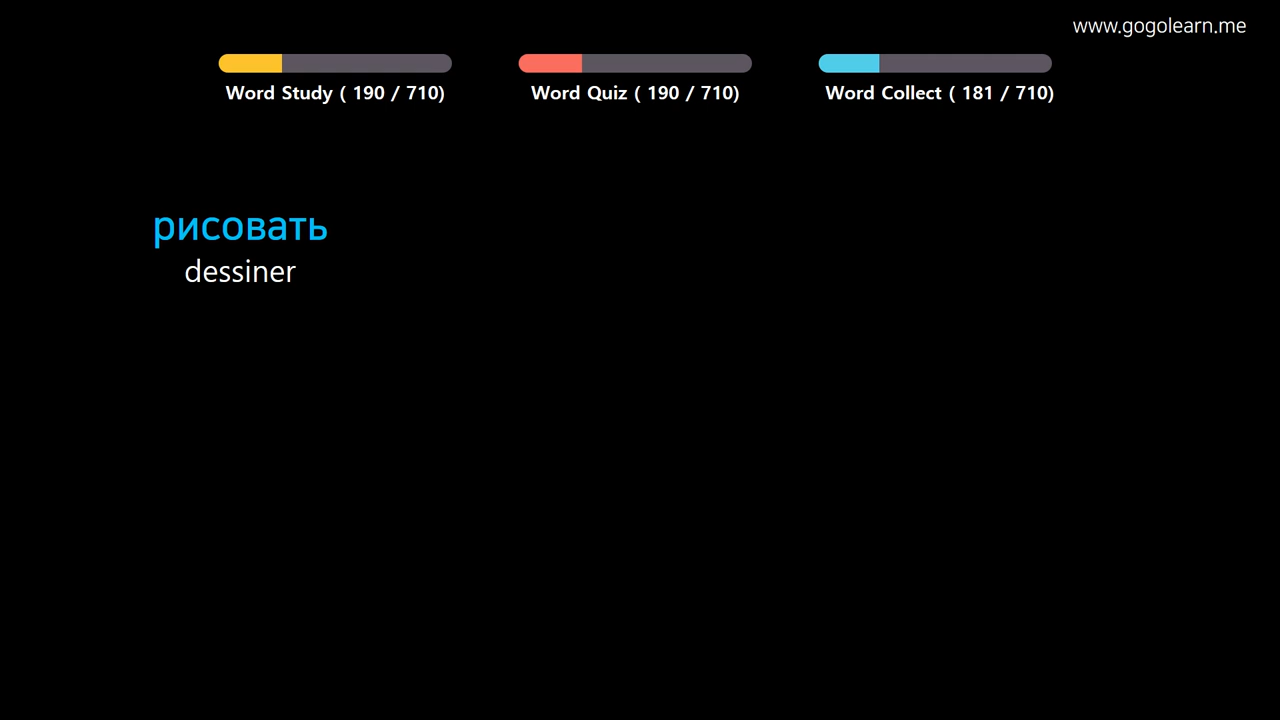 www.gogolearn.me
Word Study ( 190 / 710)
Word Quiz ( 190 / 710)
Word Collect ( 181 / 710)
рисовать
dessiner